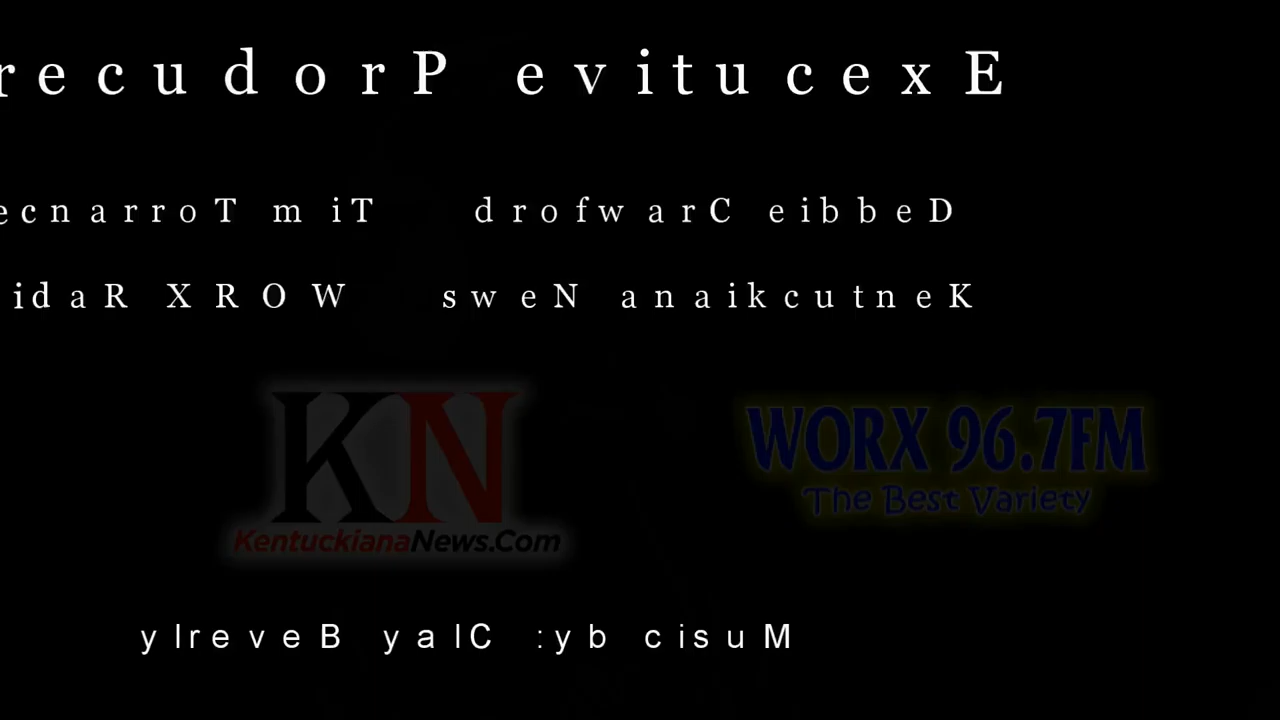 recudorP evitucexE
ecnarroT miT drofwarC eibbeD
idaR XROW sweN anaikcutneK
KN
KentuckianaNews.Com
WORX 96.7FM
The Best Variety
ylreveB yalC :yb cisuM